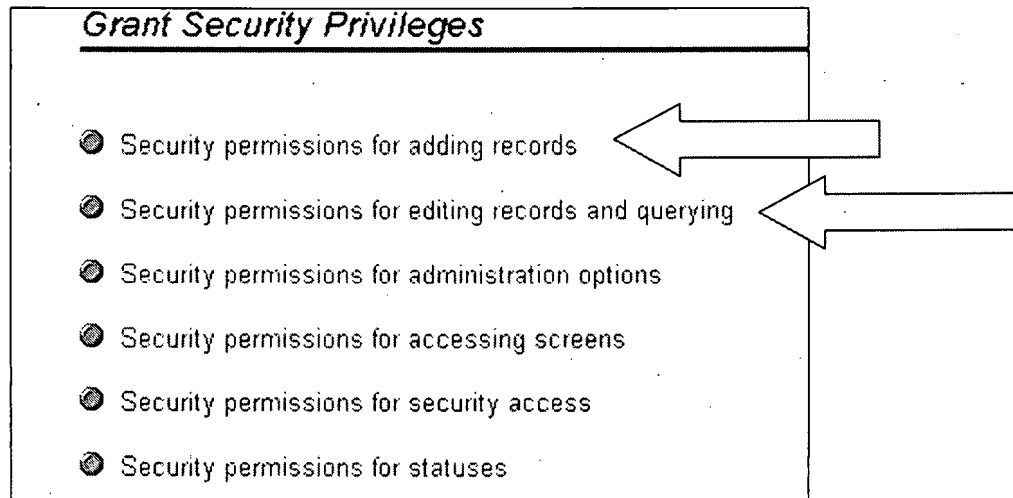 Grant Security Privileges
Security permissions for adding records
Security permissions for editing records and querying
Security permissions for administration options
Security permissions for accessing screens
Security permissions for security access
Security permissions for statuses